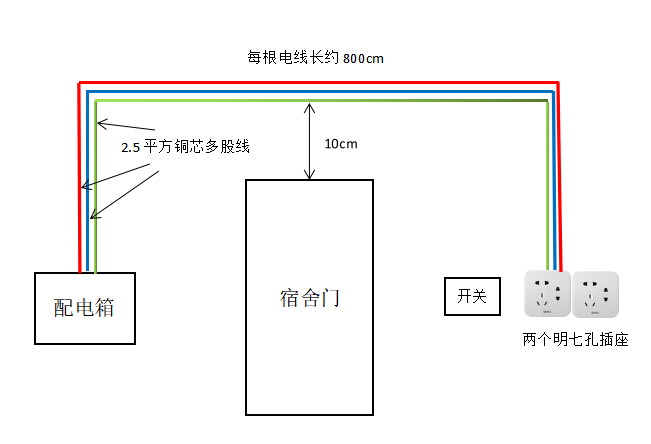 每根电线长约 800cm
10cm
2.5 平方铜芯多股线
配电箱
宿舍门
开关
两个明七孔插座